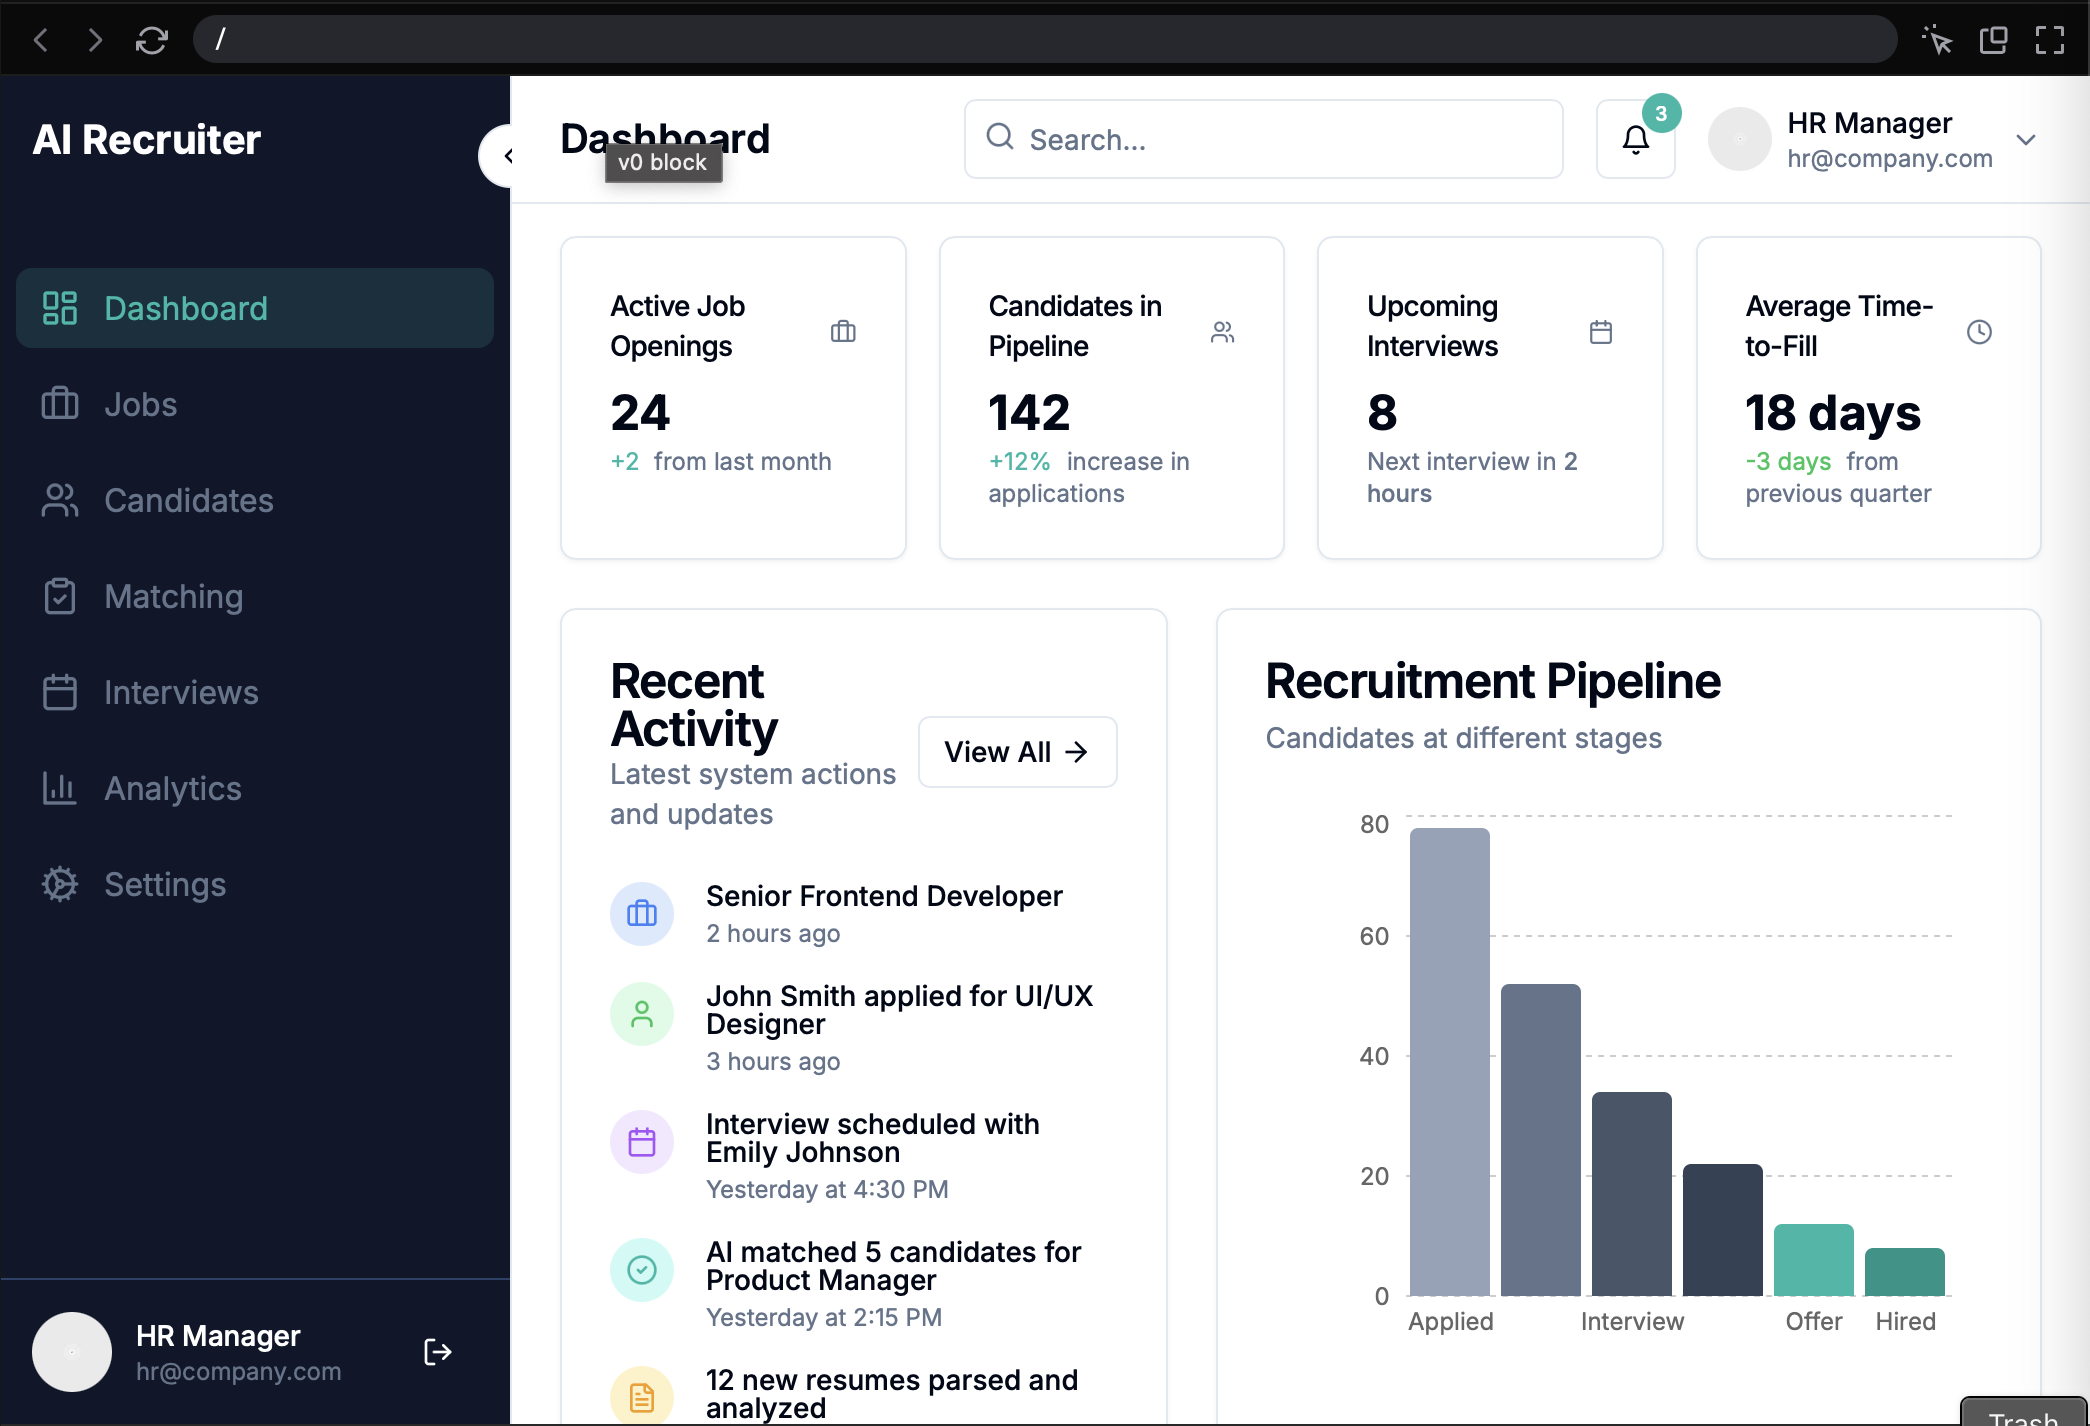 /
AI Recruiter
Dashboard
Jobs
Candidates
Matching
Interviews
Analytics
Settings
HR Manager
hr@company.com
Dashboard
v0 block
Search...
3
HR Manager
hr@company.com
Active Job
Openings
24
+2 from last month
Candidates in
Pipeline
142
+12% increase in
applications
Upcoming
Interviews
8
Next interview in 2
hours
Average Time-
to-Fill
18 days
-3 days from
previous quarter
Recent
Activity
Latest system actions
and updates
View All
Senior Frontend Developer
2 hours ago
John Smith applied for UI/UX
Designer
3 hours ago
Interview scheduled with
Emily Johnson
Yesterday at 4:30 PM
AI matched 5 candidates for
Product Manager
Yesterday at 2:15 PM
12 new resumes parsed and
analyzed
Recruitment Pipeline
Candidates at different stages
80
60
40
20
0
Applied Interview Offer Hired
Trash